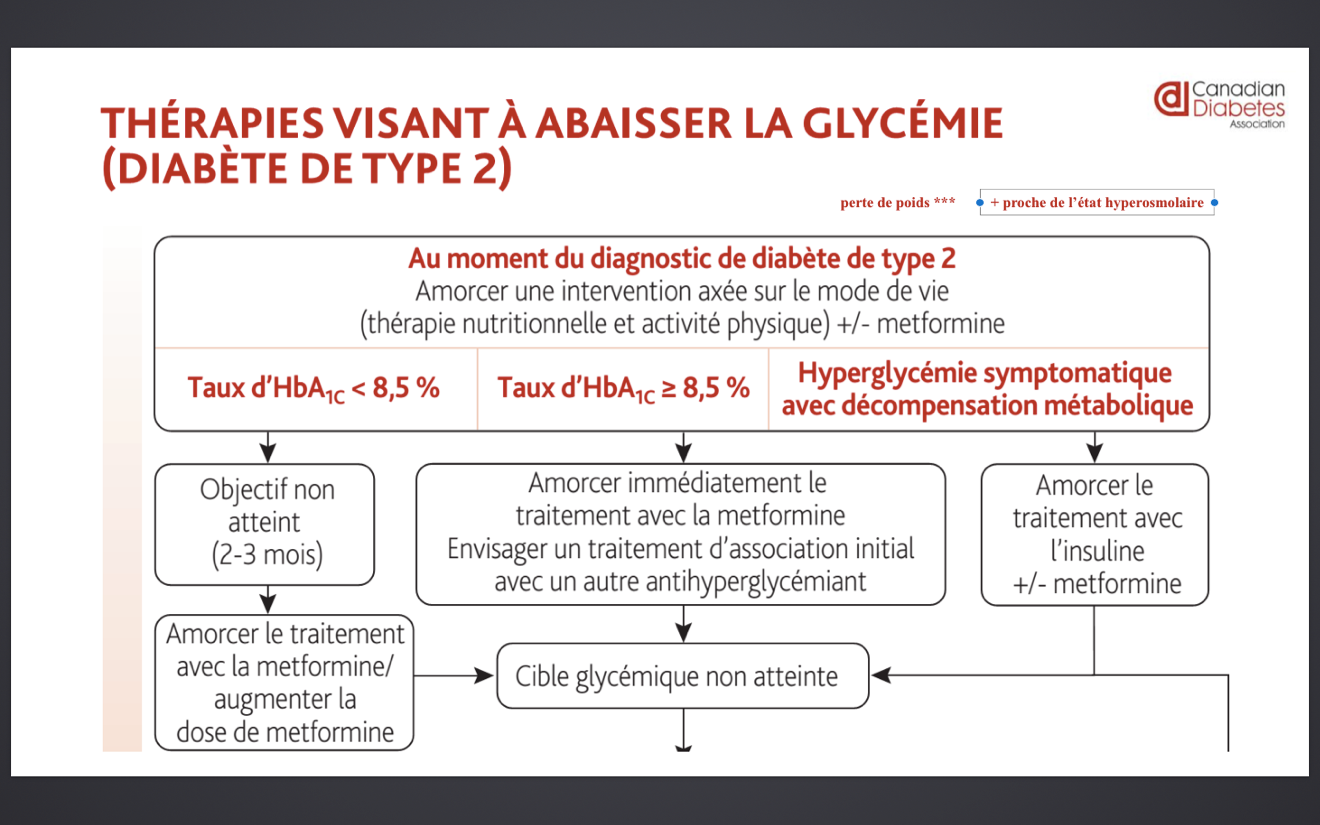 Canadian
Diabetes
Association
THÉRAPIES VISANT À ABAISSER LA GLYCÉMIE
(DIABÈTE DE TYPE 2)
perte de poids ***
+ proche de l'état hyperosmolaire
Au moment du diagnostic de diabète de type 2
Amorcer une intervention axée sur le mode de vie
(thérapie nutritionnelle et activité physique) +/- metformine
Taux d'HbA1C < 8,5 %
Taux d'HbA1C ≥ 8,5 %
Hyperglycémie symptomatique
avec décompensation métabolique
Objectif non
atteint
(2-3 mois)
Amorcer immédiatement le
traitement avec la metformine
Envisager un traitement d'association initial
avec un autre antihyperglycémiant
Amorcer le
traitement avec
l'insuline
+/- metformine
Amorcer le traitement
avec la metformine/
augmenter la
dose de metformine
Cible glycémique non atteinte